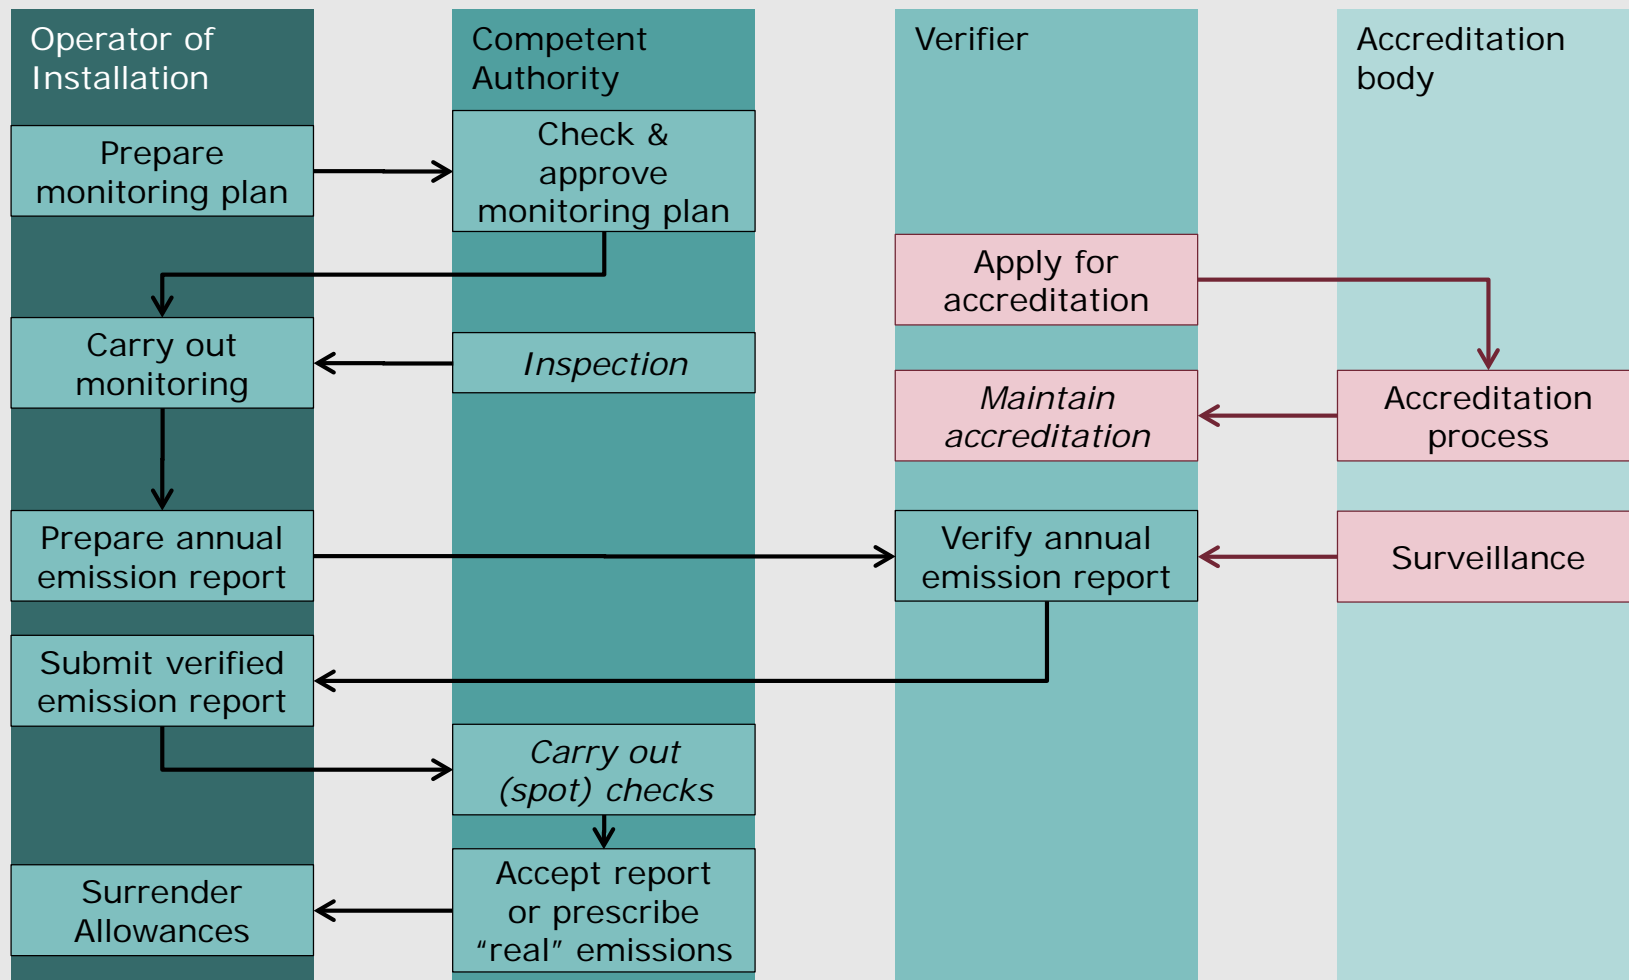 Operator of
Installation
Competent
Authority
Verifier
Accreditation
body
Prepare
monitoring plan
Check &
approve
monitoring plan
Apply for
accreditation
Carry out
monitoring
Inspection
Maintain
accreditation
Accreditation
process
Prepare annual
emission report
Verify annual
emission report
Surveillance
Submit verified
emission report
Carry out
(spot) checks
Surrender
Allowances
Accept report
or prescribe
“real” emissions